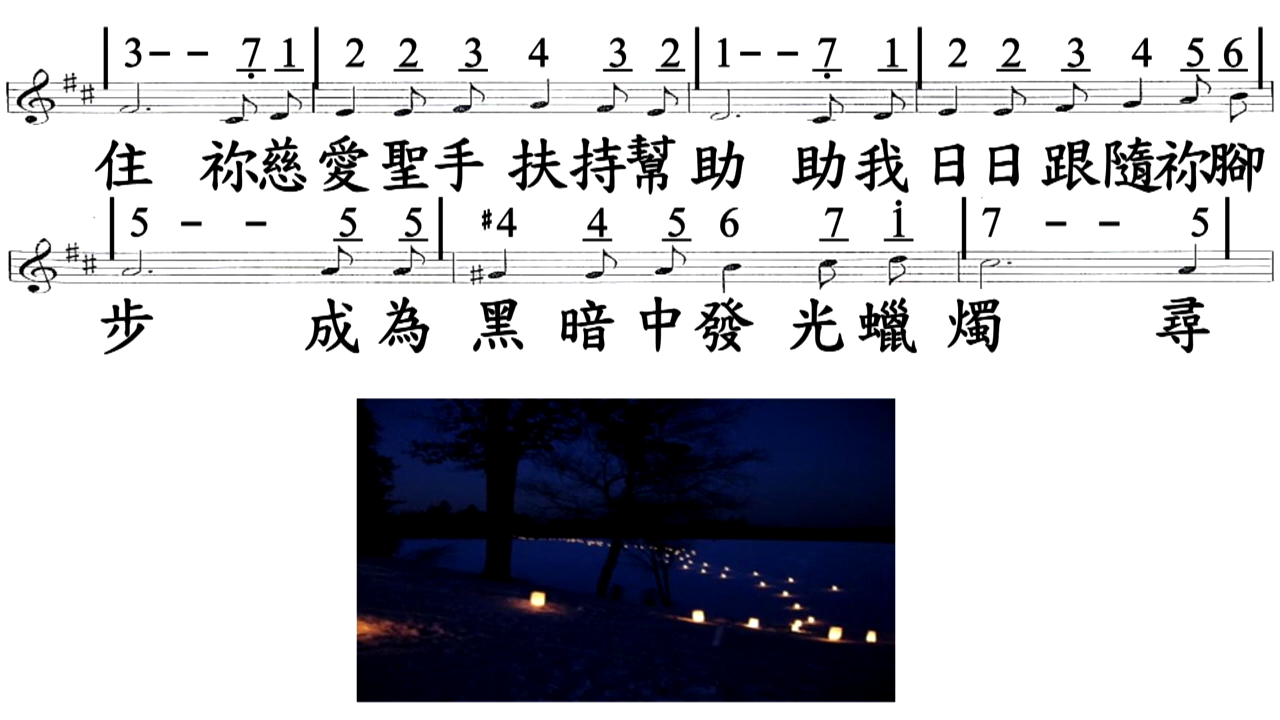 3 – – 7 1 2 2 3 4 3 2 1 – – 7 1 2 2 3 4 5 6
住 祢慈愛聖手 扶持幫助 助我日日跟隨祢腳
5 – – 5 5 #4 4 5 6 7 i 7 – – 5
步 成為黑暗中發光蠟燭 尋